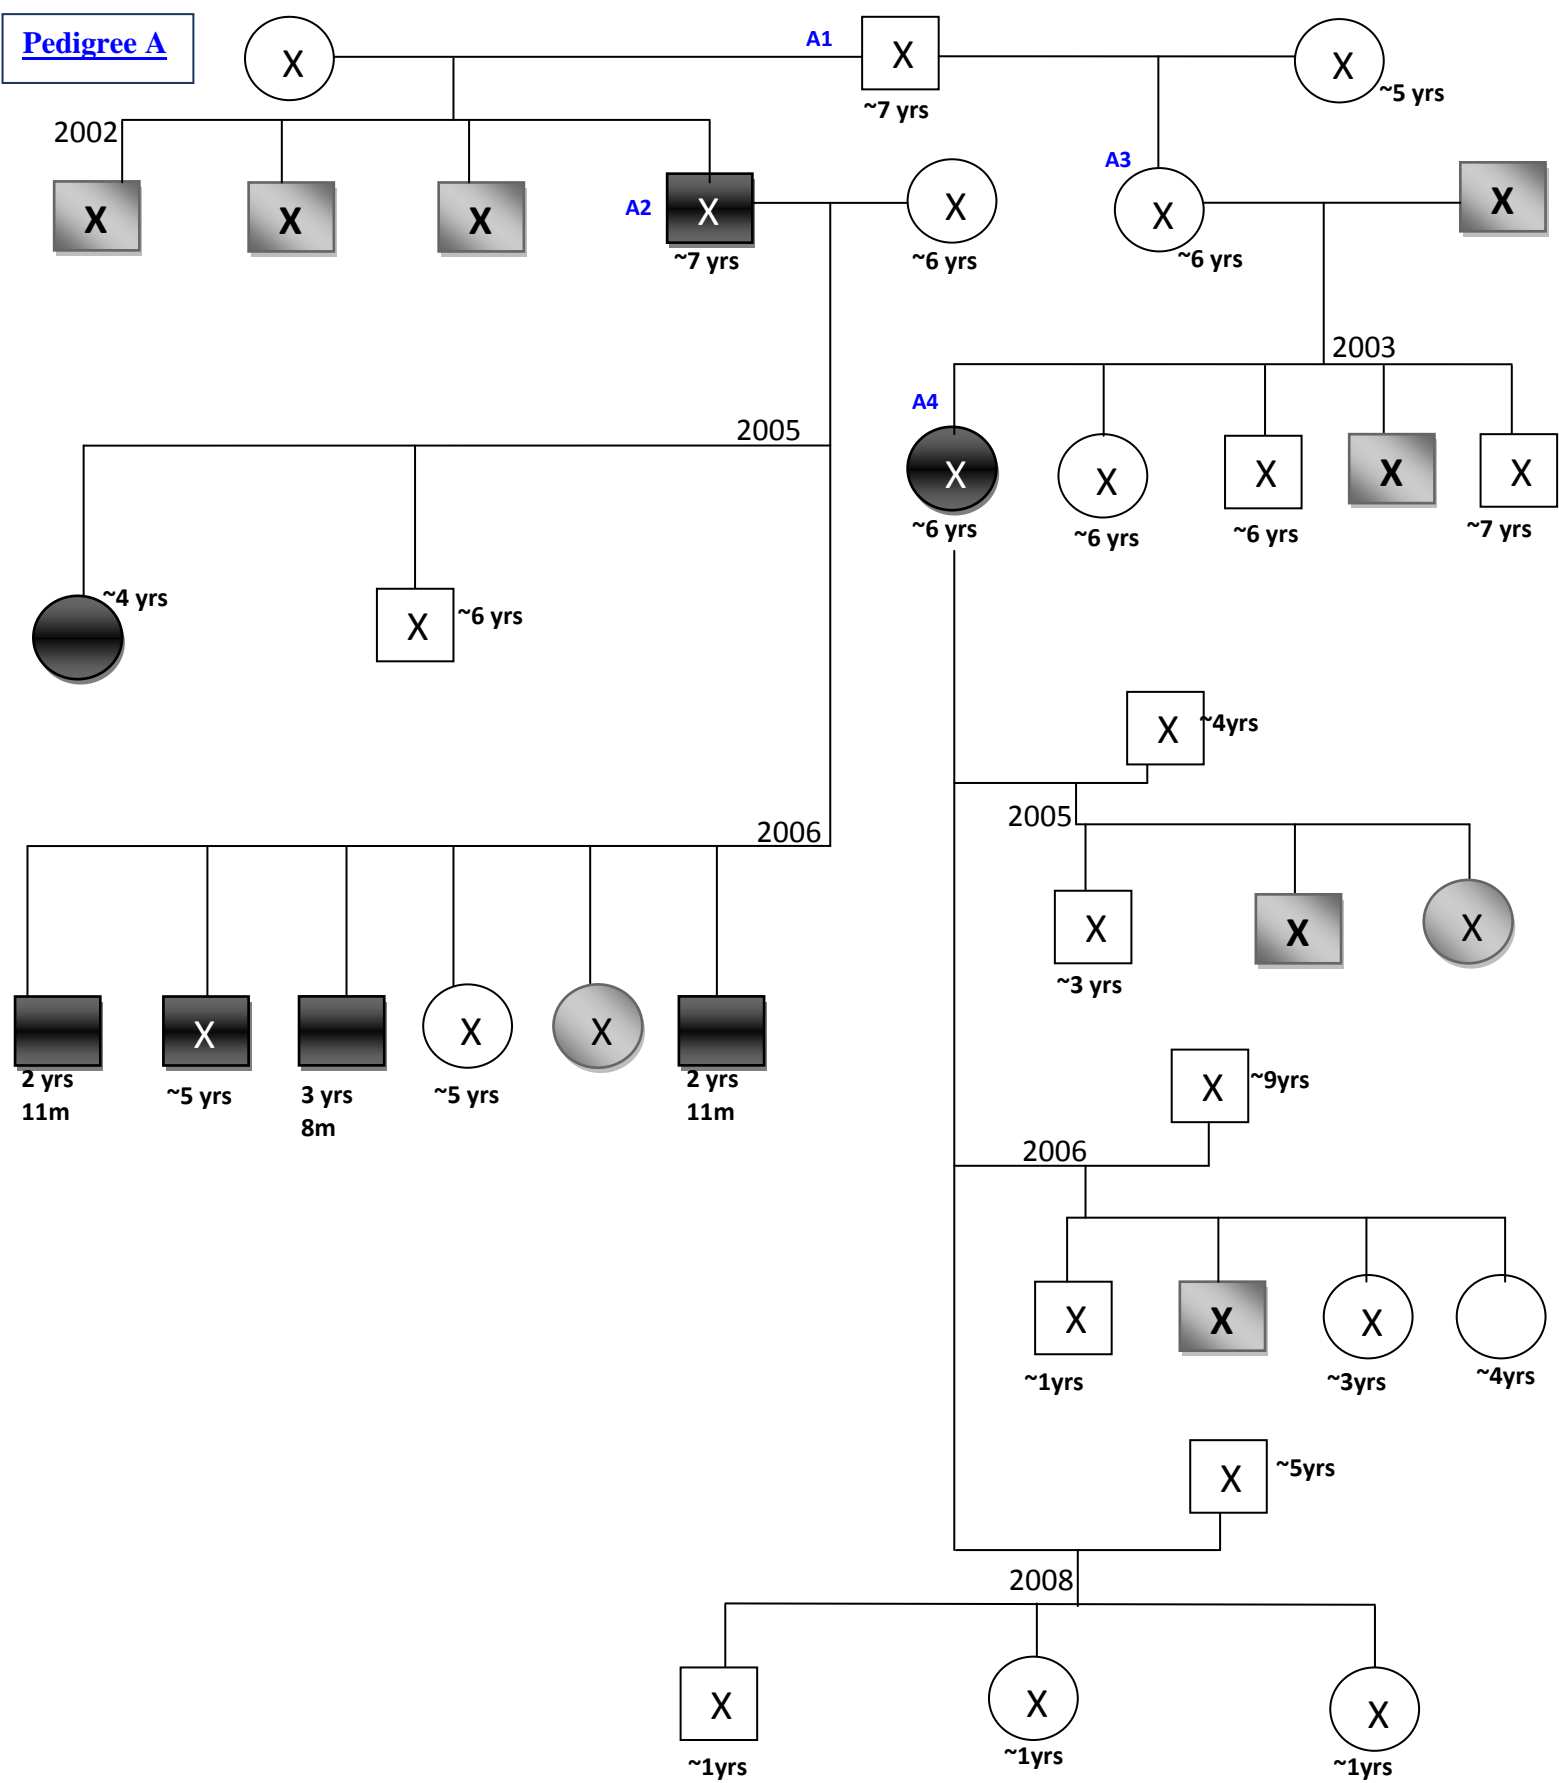 Pedigree A
X
A1
X
~7 yrs
X
~5 yrs
2002
X
X
X
A2
X
~7 yrs
X
~6 yrs
A3
X
~6 yrs
X
2003
2005
A4
X
~6 yrs
X
~6 yrs
X
~6 yrs
X
X
~7 yrs
~4 yrs
X
~6 yrs
X
~4yrs
2005
2006
X
~3 yrs
X
X
2 yrs
11m
X
~5 yrs
3 yrs
8m
X
~5 yrs
X
2 yrs
11m
X
~9yrs
2006
X
~1yrs
X
X
~3yrs
~4yrs
X
~5yrs
2008
X
~1yrs
X
~1yrs
X
~1yrs